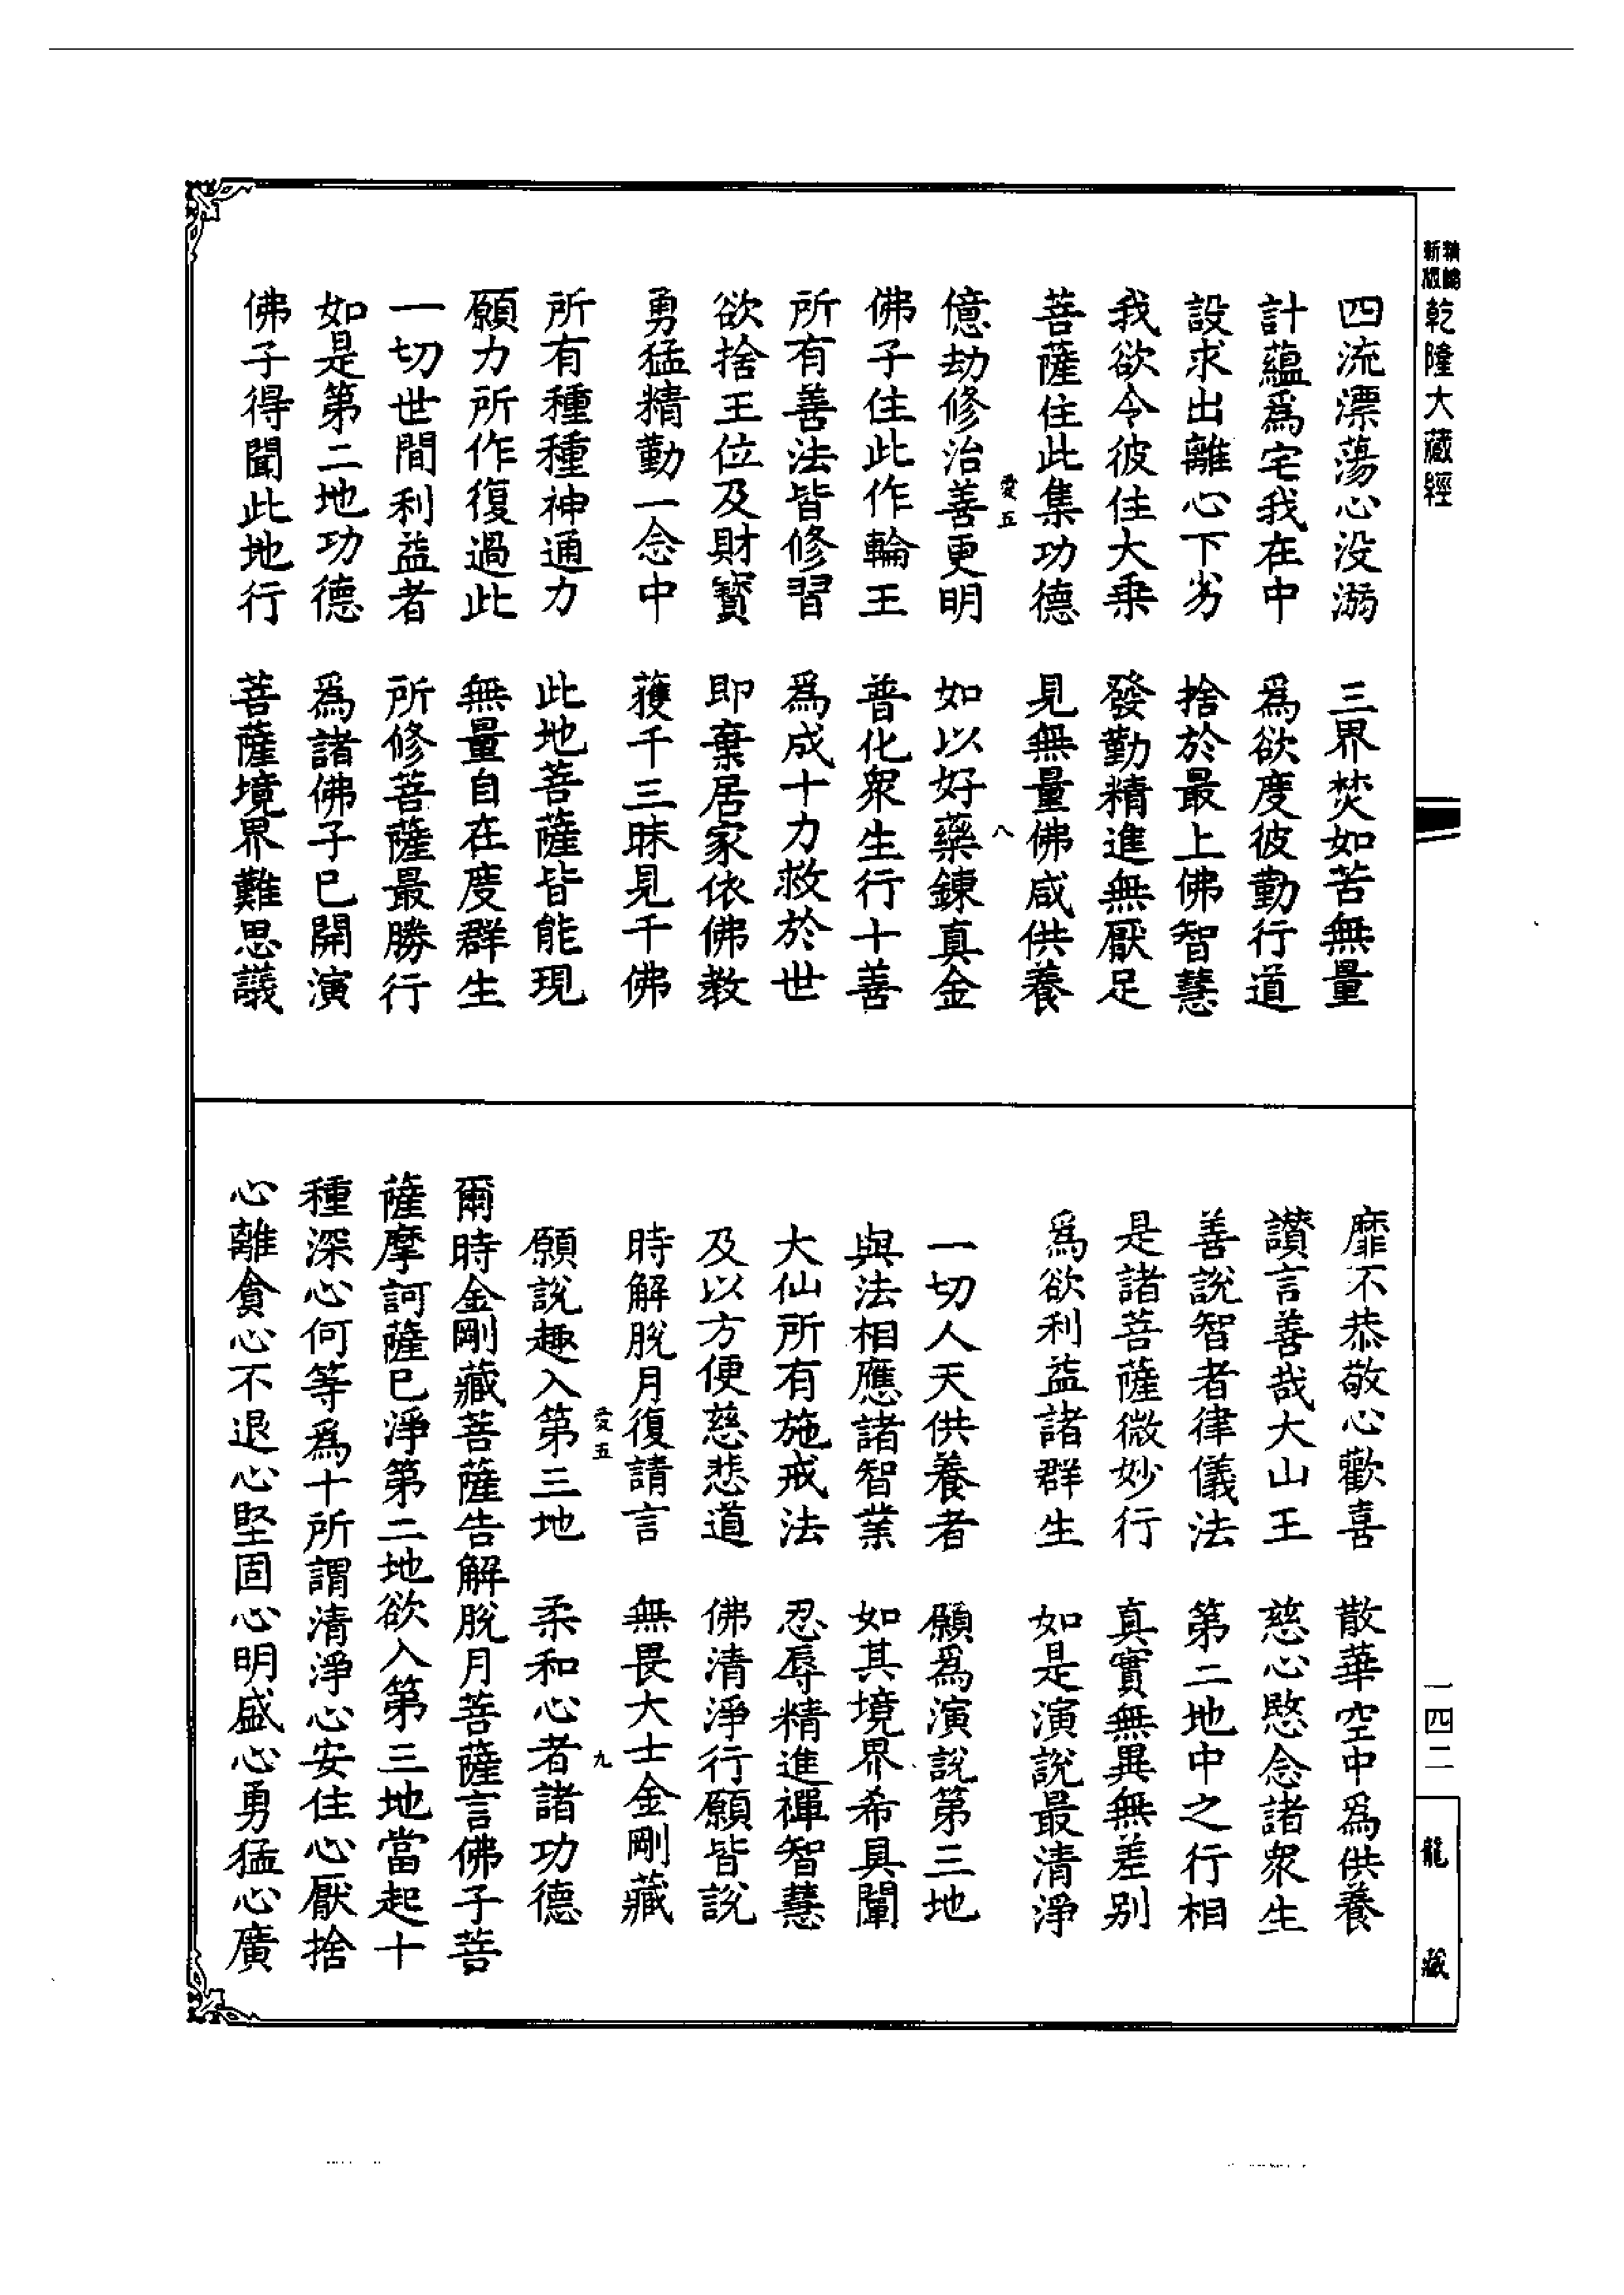 精編
新版
乾隆大藏經
四流漂蕩心没溺　三界焚如苦無量
計蘊爲宅我在中　爲欲度彼勤行道
設求出離心下劣　捨於最上佛智慧
我欲令彼住大乗　發勤精進無厭足
菩薩住此集功德　見無量佛咸供養
愛五　八
億劫修治善更明　如以好藥鍊真金
佛子住此作輪王　普化衆生行十善
所有善法皆修習　爲成十力救於世
欲捨王位及財寳　即棄居家依佛教
勇猛精勤一念中　獲千三昧見千佛
所有種種神通力　此地菩薩皆能現
願力所作復過此　無量自在度群生
一切世間利益者　所修菩薩最勝行
如是第二地功德　爲諸佛子已開演
佛子得聞此地行　菩薩境界難思議
靡不恭敬心歡喜　散華空中爲供養
讃言善哉大山王　慈心愍念諸衆生
善說智者律儀法　第二地中之行相
是諸菩薩微妙行　真實無異無差别
爲欲利益諸群生　如是演說最清淨
一切人天供養者　願爲演說第三地
與法相應諸智業　如其境界希具闡
大仙所有施戒法　忍辱精進禪智慧
及以方便慈悲道　佛清淨行願皆說
時解脫月復請言　無畏大士金剛藏
愛五　九
願說趣入第三地　柔和心者諸功德
爾時金剛藏菩薩告解脫月菩薩言佛子菩
薩摩訶薩已淨第二地欲入第三地當起十
種深心何等爲十所謂清淨心安住心厭捨
心離貪心不退心堅固心明盛心勇猛心廣
一四二
龍藏